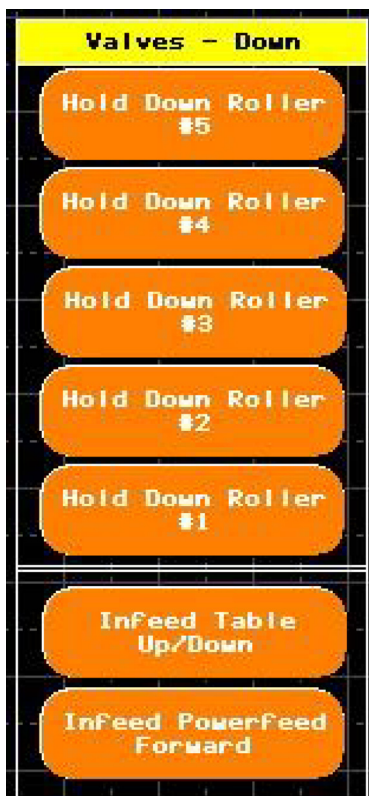 Valves - Down
Hold Down Roller
#5
Hold Down Roller
#4
Hold Down Roller
#3
Hold Down Roller
#2
Hold Down Roller
#1
Infeed Table
Up/Down
Infeed Powerfeed
Forward